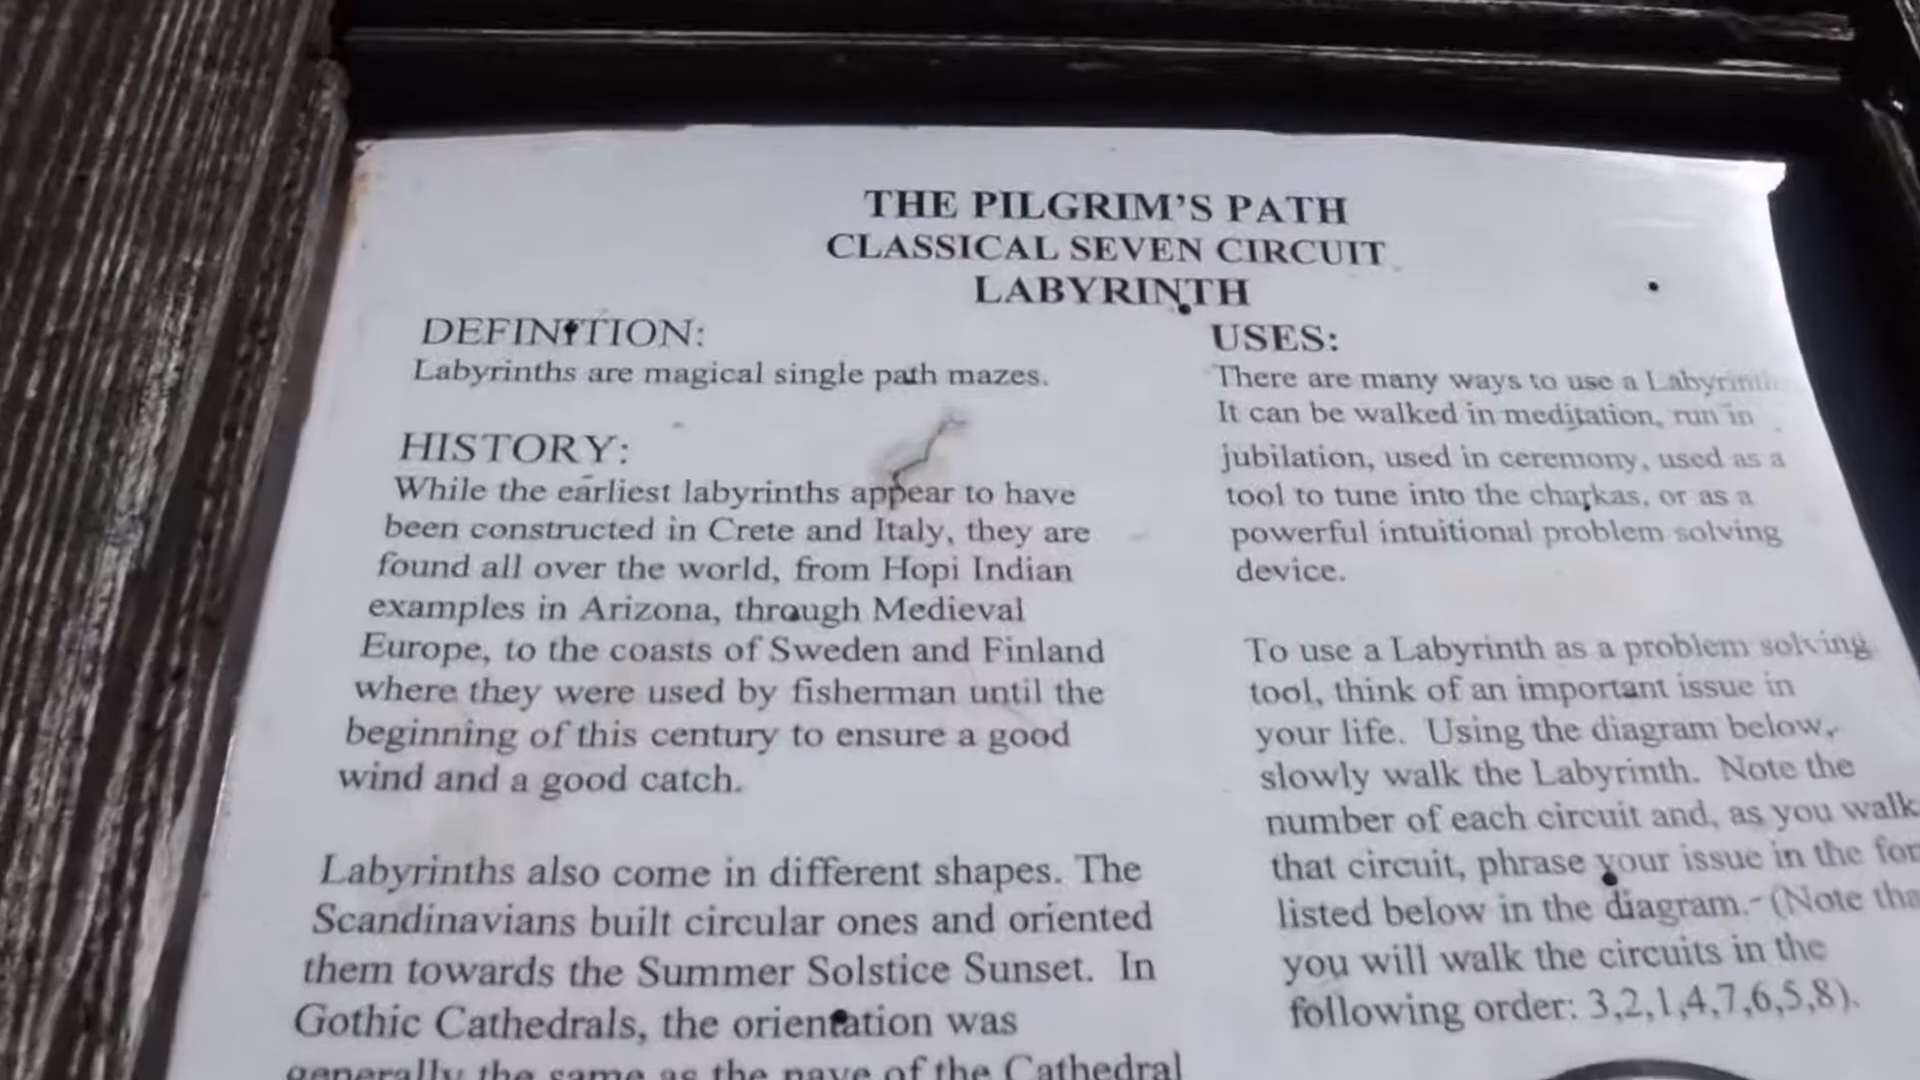 THE PILGRIM'S PATH
CLASSICAL SEVEN CIRCUIT
LABYRINTH
DEFINITION:
Labyrinths are magical single path mazes.
HISTORY:
While the earliest labyrinths appear to have
been constructed in Crete and Italy, they are
found all over the world, from Hopi Indian
examples in Arizona, through Medieval
Europe, to the coasts of Sweden and Finland
where they were used by fisherman until the
beginning of this century to ensure a good
wind and a good catch.
Labyrinths also come in different shapes. The
Scandinavians built circular ones and oriented
them towards the Summer Solstice Sunset. In
Gothic Cathedrals, the orientation was
generally the same as the nave of the Cathedral
USES:
There are many ways to use a Labyrinth
It can be walked in meditation, run in
jubilation, used in ceremony, used as a
tool to tune into the charkas, or as a
powerful intuitional problem solving
device.
To use a Labyrinth as a problem solving
tool, think of an important issue in
your life. Using the diagram below,
slowly walk the Labyrinth. Note the
number of each circuit and, as you walk
that circuit, phrase your issue in the
listed below in the diagram. (Note
you will walk the circuits in the
following order: 3,2,1,4,7,6,5,8).